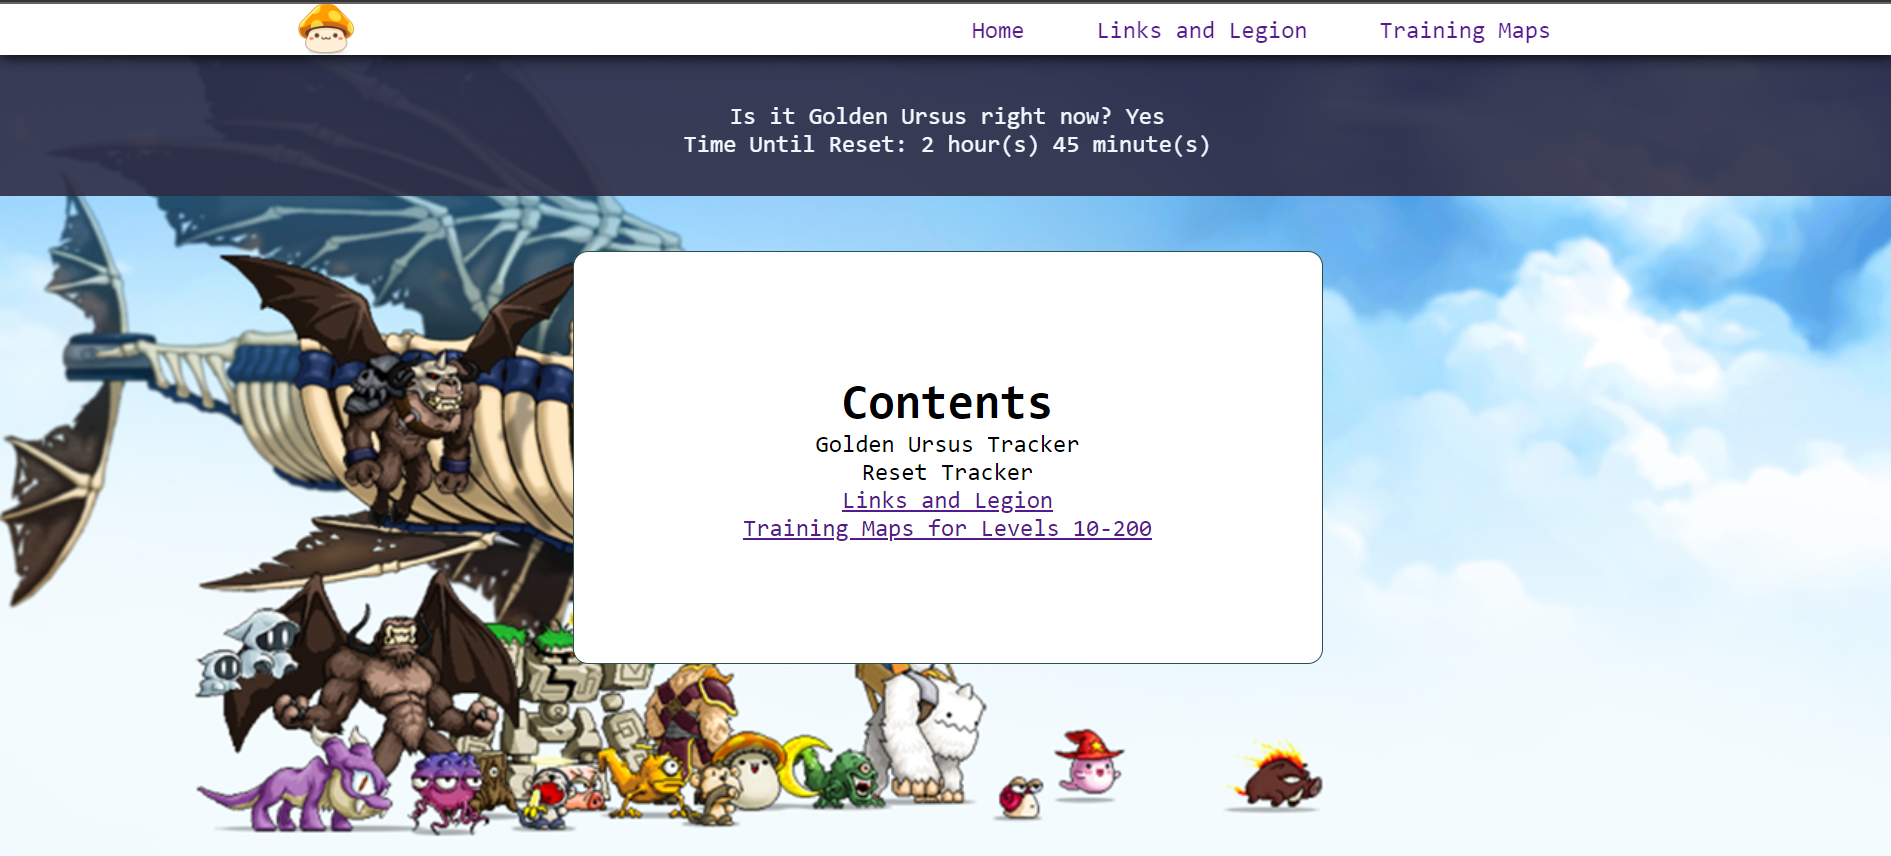 Home Links and Legion Training Maps
Is it Golden Ursus right now? Yes
Time Until Reset: 2 hour(s) 45 minute(s)
Contents
Golden Ursus Tracker
Reset Tracker
Links and Legion
Training Maps for Levels 10-200